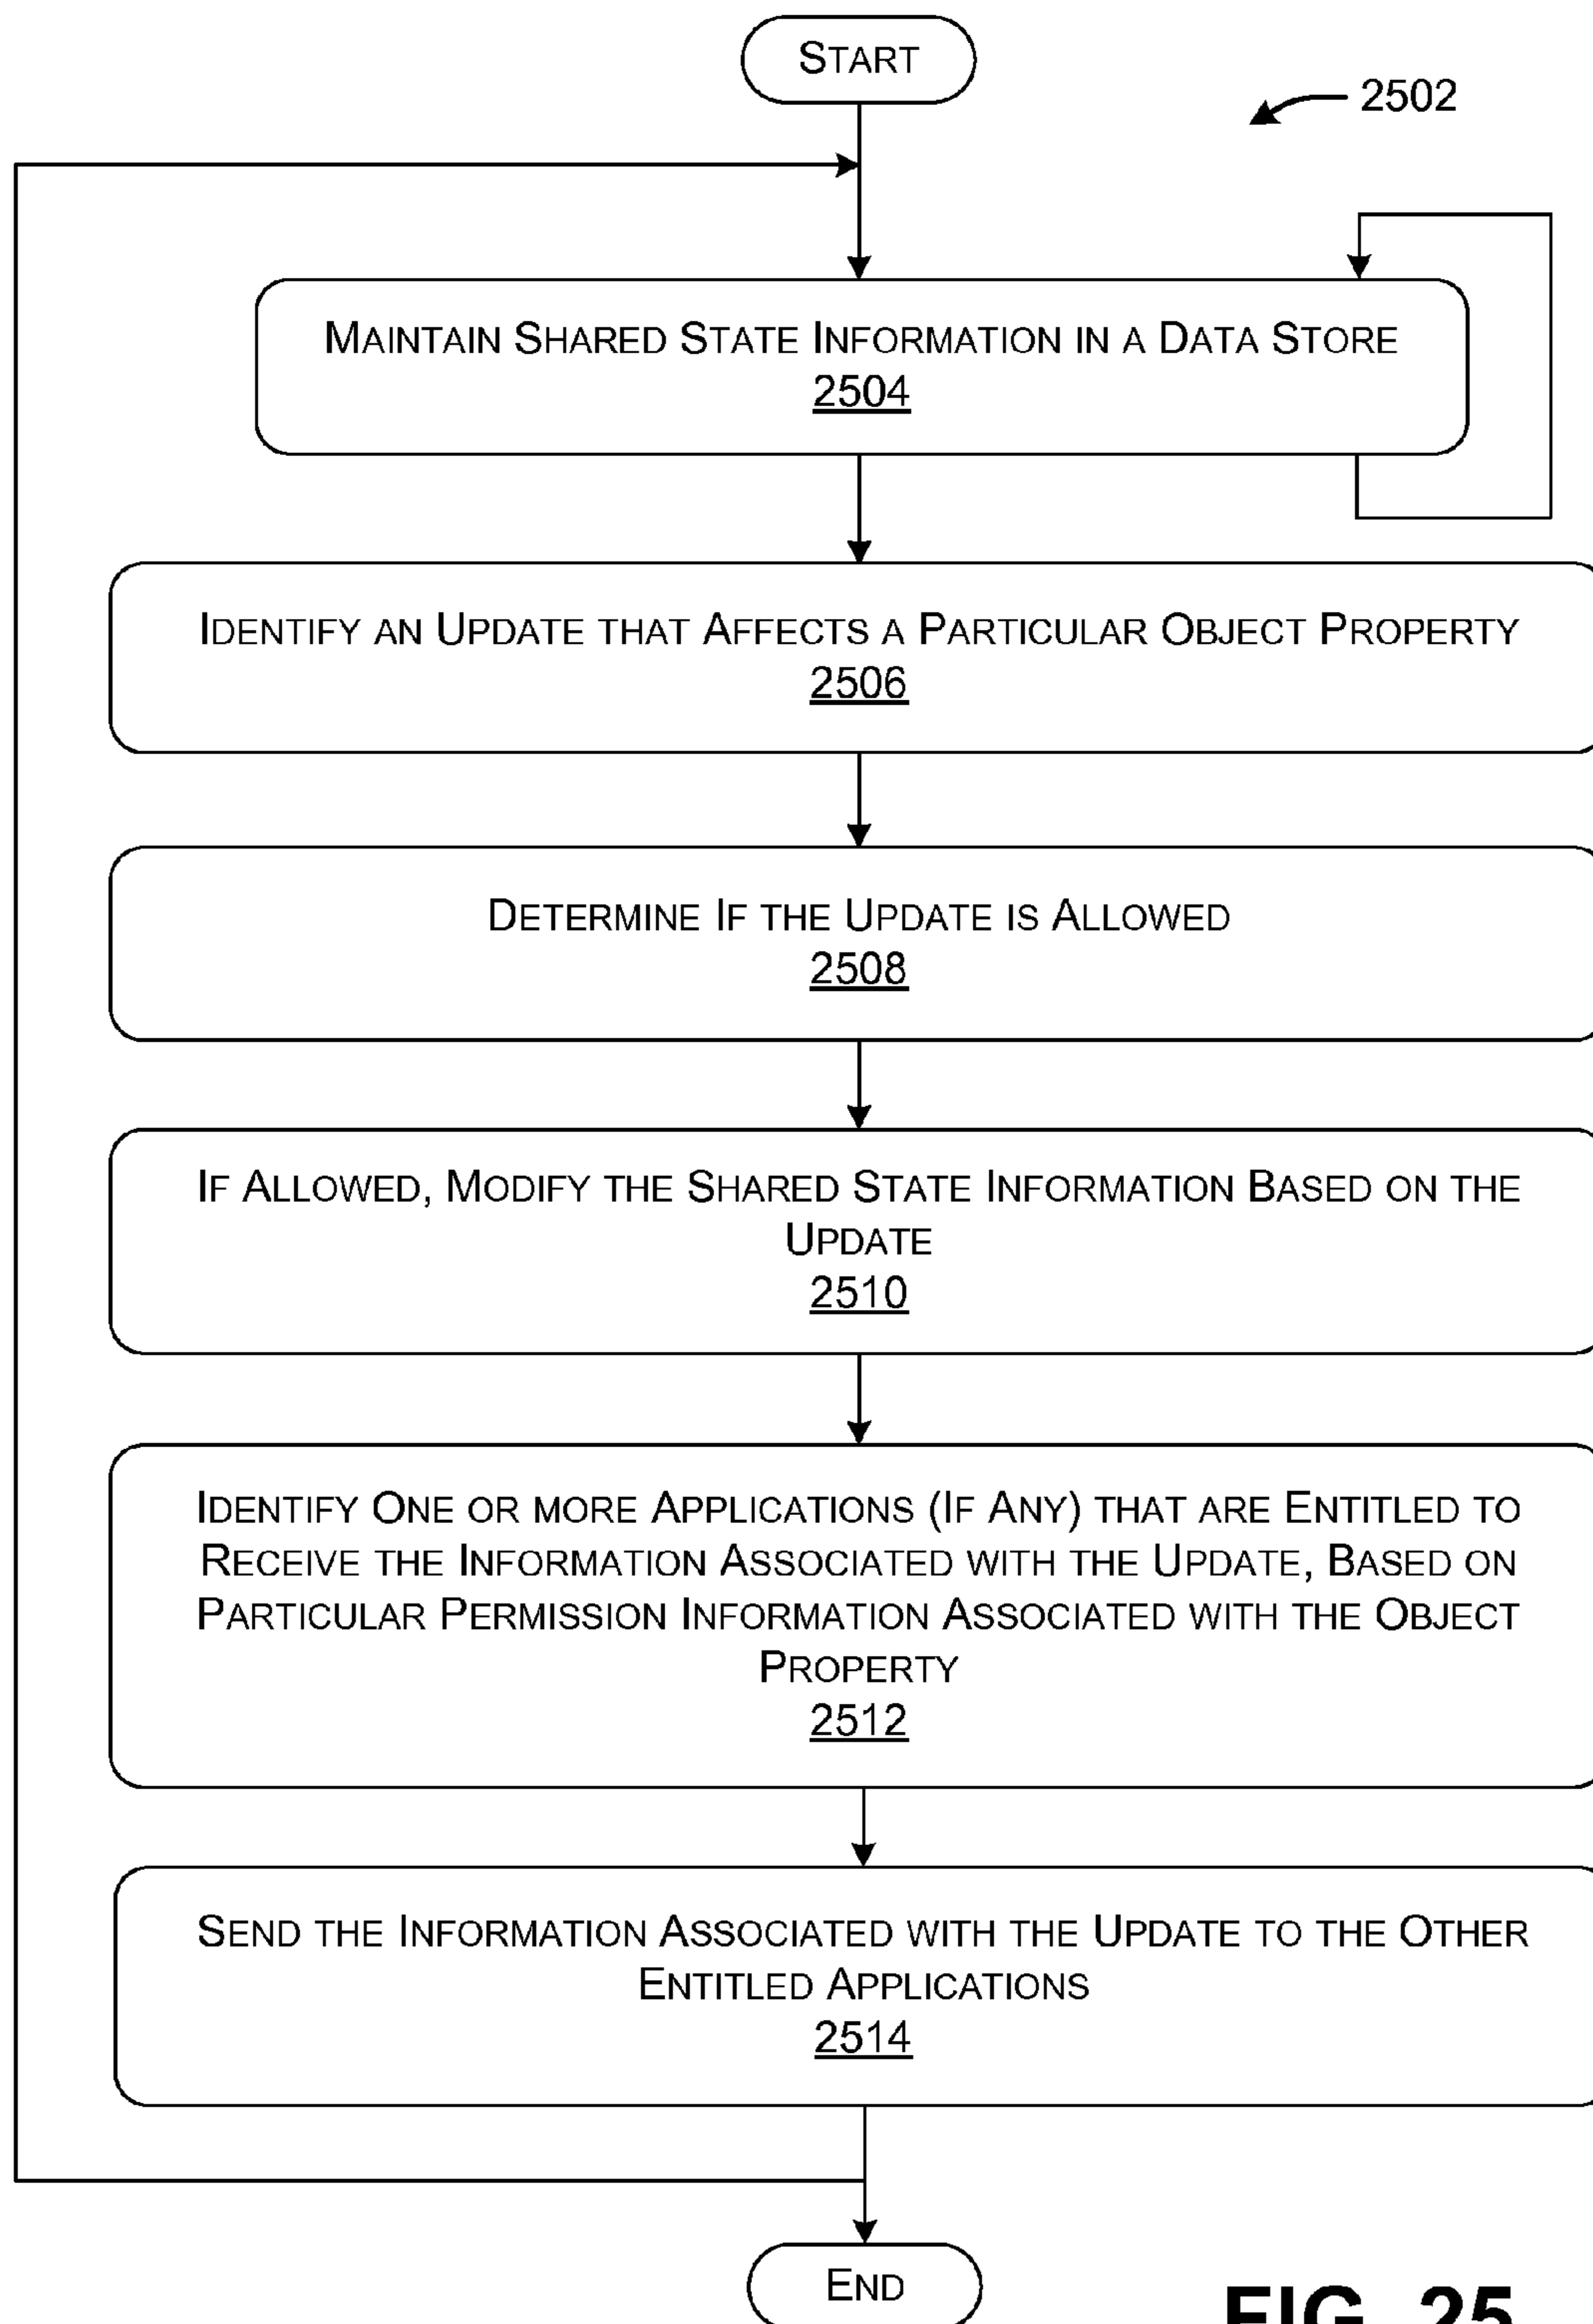 START
2502
MAINTAIN SHARED STATE INFORMATION IN A DATA STORE
2504
IDENTIFY AN UPDATE THAT AFFECTS A PARTICULAR OBJECT PROPERTY
2506
DETERMINE IF THE UPDATE IS ALLOWED
2508
IF ALLOWED, MODIFY THE SHARED STATE INFORMATION BASED ON THE
UPDATE
2510
IDENTIFY ONE OR MORE APPLICATIONS (IF ANY) THAT ARE ENTITLED TO
RECEIVE THE INFORMATION ASSOCIATED WITH THE UPDATE, BASED ON
PARTICULAR PERMISSION INFORMATION ASSOCIATED WITH THE OBJECT
PROPERTY
2512
SEND THE INFORMATION ASSOCIATED WITH THE UPDATE TO THE OTHER
ENTITLED APPLICATIONS
2514
END
FIG. 25